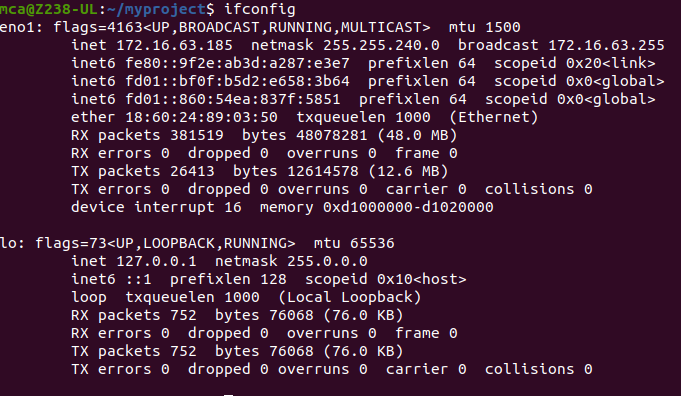 mca@Z238-UL:~/myproject$ ifconfig
eno1: flags=4163<UP,BROADCAST,RUNNING,MULTICAST>  mtu 1500
        inet 172.16.63.185  netmask 255.255.240.0  broadcast 172.16.63.255
        inet6 fe80::9f2e:ab3d:a287:e3e7  prefixlen 64  scopeid 0x20<link>
        inet6 fd01::bf0f:b5d2:e658:3b64  prefixlen 64  scopeid 0x0<global>
        inet6 fd01::860:54ea:837f:5851  prefixlen 64  scopeid 0x0<global>
        ether 18:60:24:89:03:50  txqueuelen 1000  (Ethernet)
        RX packets 381519  bytes 48078281 (48.0 MB)
        RX errors 0  dropped 0  overruns 0  frame 0
        TX packets 26413  bytes 12614578 (12.6 MB)
        TX errors 0  dropped 0 overruns 0  carrier 0  collisions 0
        device interrupt 16  memory 0xd1000000-d1020000
lo: flags=73<UP,LOOPBACK,RUNNING>  mtu 65536
        inet 127.0.0.1  netmask 255.0.0.0
        inet6 ::1  prefixlen 128  scopeid 0x10<host>
        loop  txqueuelen 1000  (Local Loopback)
        RX packets 752  bytes 76068 (76.0 KB)
        RX errors 0  dropped 0  overruns 0  frame 0
        TX packets 752  bytes 76068 (76.0 KB)
        TX errors 0  dropped 0 overruns 0  carrier 0  collisions 0